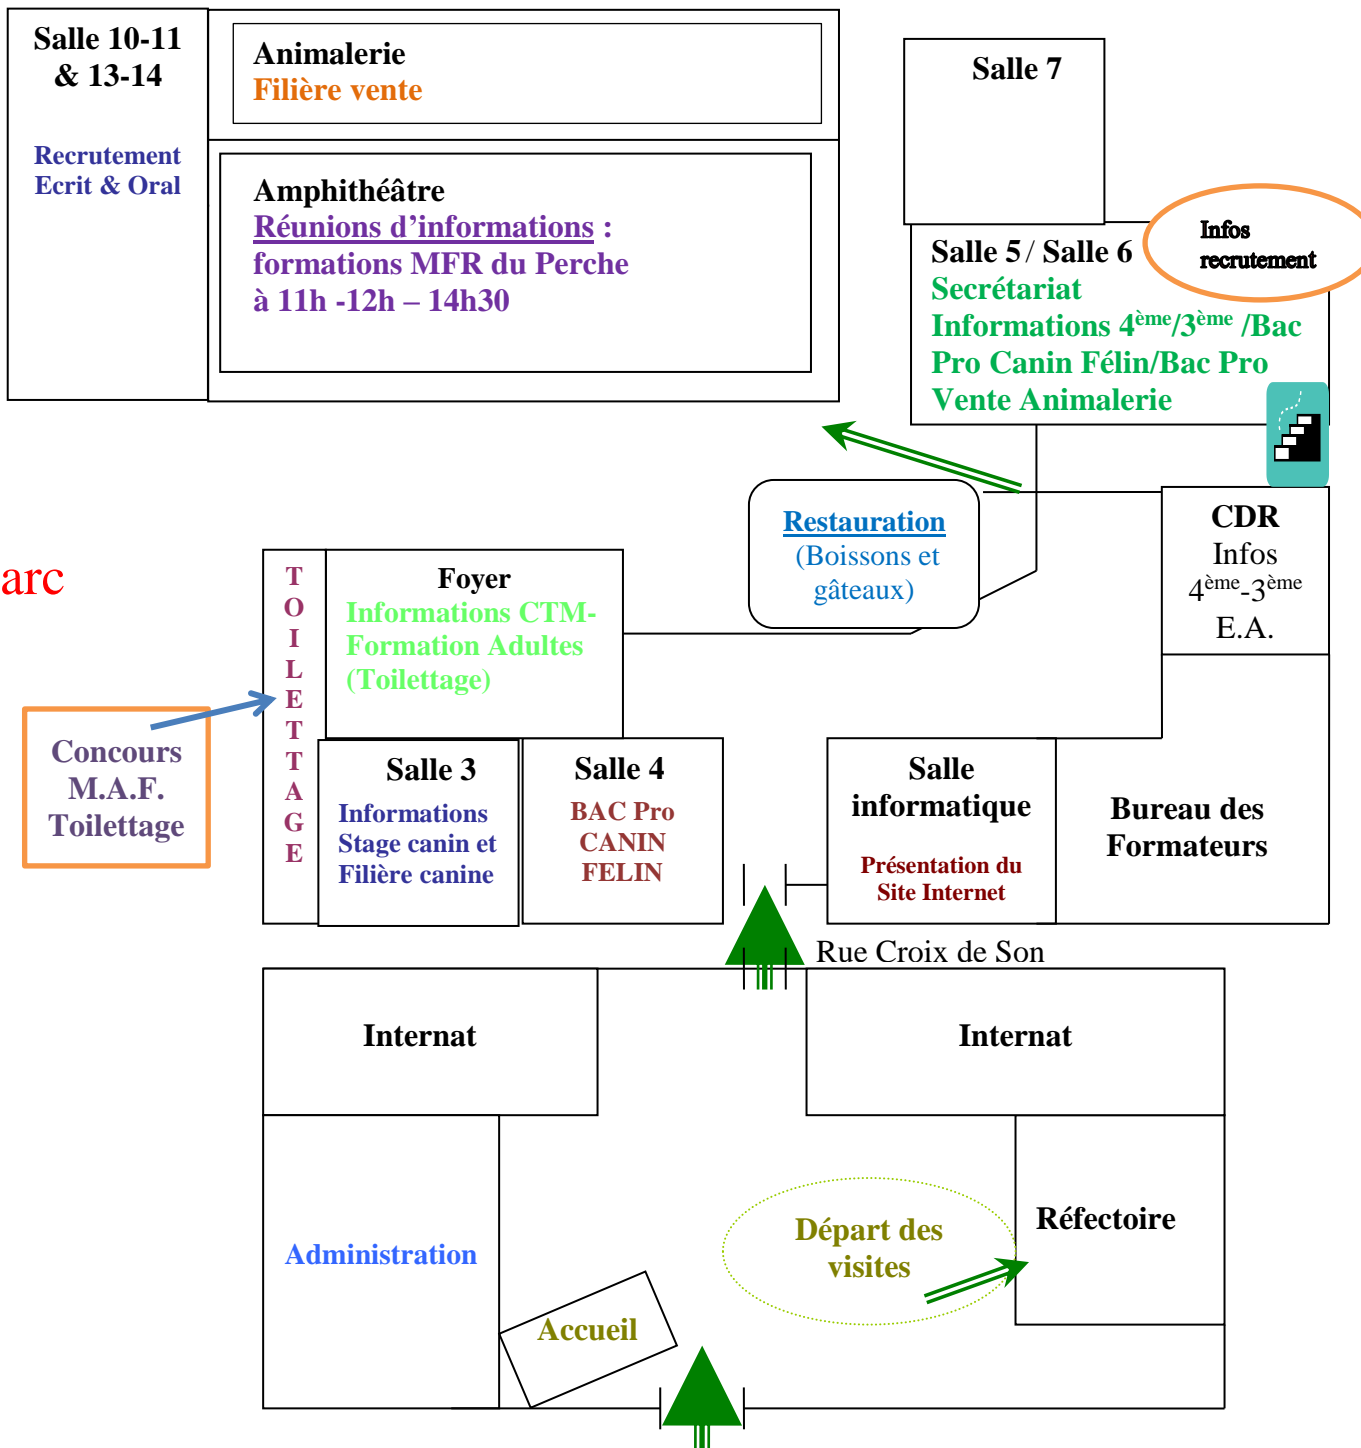 Salle 10-11
& 13-14
Recrutement
Ecrit & Oral
Animalerie
Filière vente
Amphithéâtre
Réunions d’informations :
formations MFR du Perche
à 11h -12h – 14h30
Salle 7
Infos
recrutement
Salle 5 / Salle 6
Secrétariat
Informations 4ème/3ème /Bac
Pro Canin Félin/Bac Pro
Vente Animalerie
Restauration
(Boissons et
gâteaux)
CDR
Infos
4ème-3ème
E.A.
arc
TOILETTAGE
Foyer
Informations CTM-
Formation Adultes
(Toilettage)
Concours
M.A.F.
Toilettage
Salle 3
Informations
Stage canin et
Filière canine
Salle 4
BAC Pro
CANIN
FELIN
Salle
informatique
Présentation du
Site Internet
Bureau des
Formateurs
Rue Croix de Son
Internat
Internat
Administration
Accueil
Départ des
visites
Réfectoire